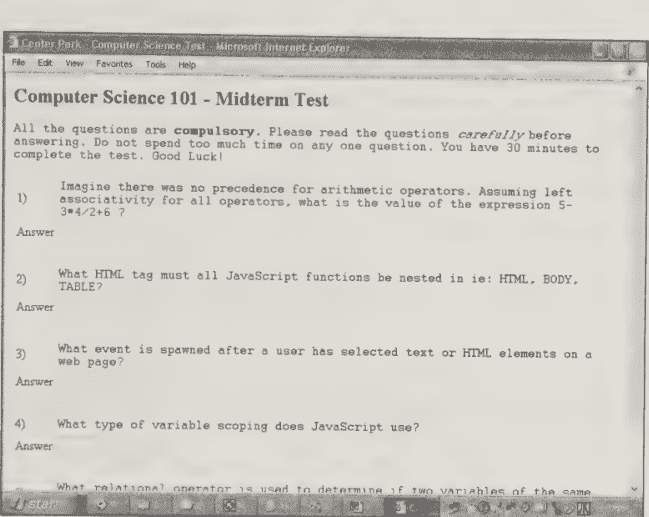 Center Park - Computer Science Test - Microsoft Internet Explorer
File Edit View Favorites Tools Help
Computer Science 101 - Midterm Test
All the questions are compulsory. Please read the questions carefully before
answering. Do not spend too much time on any one question. You have 30 minutes to
complete the test. Good Luck!
1) Imagine there was no precedence for arithmetic operators. Assuming left
associativity for all operators, what is the value of the expression 5-
3*4/2+6 ?
Answer
2) What HTML tag must all JavaScript functions be nested in ie: HTML, BODY,
TABLE?
Answer
3) What event is spawned after a user has selected text or HTML elements on a
web page?
Answer
4) What type of variable scoping does JavaScript use?
Answer
What relational operator is used to determine if two variables of the same
start